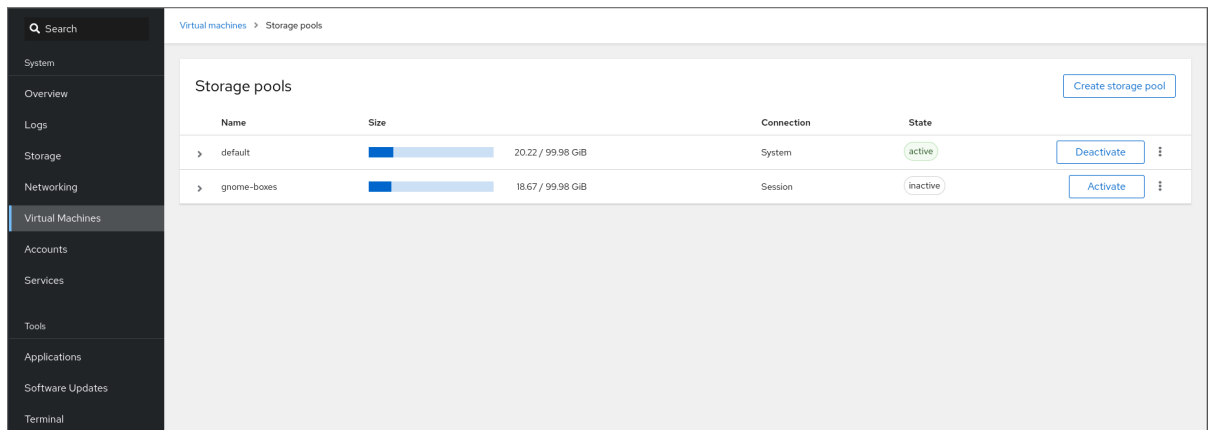 Search
System
Overview
Logs
Storage
Networking
Virtual Machines
Accounts
Services
Tools
Applications
Software Updates
Terminal
Virtual machines > Storage pools
Storage pools
Create storage pool
Name Size Connection State
default 20.22 / 99.98 GiB System active Deactivate
gnome-boxes 18.67 / 99.98 GiB Session inactive Activate